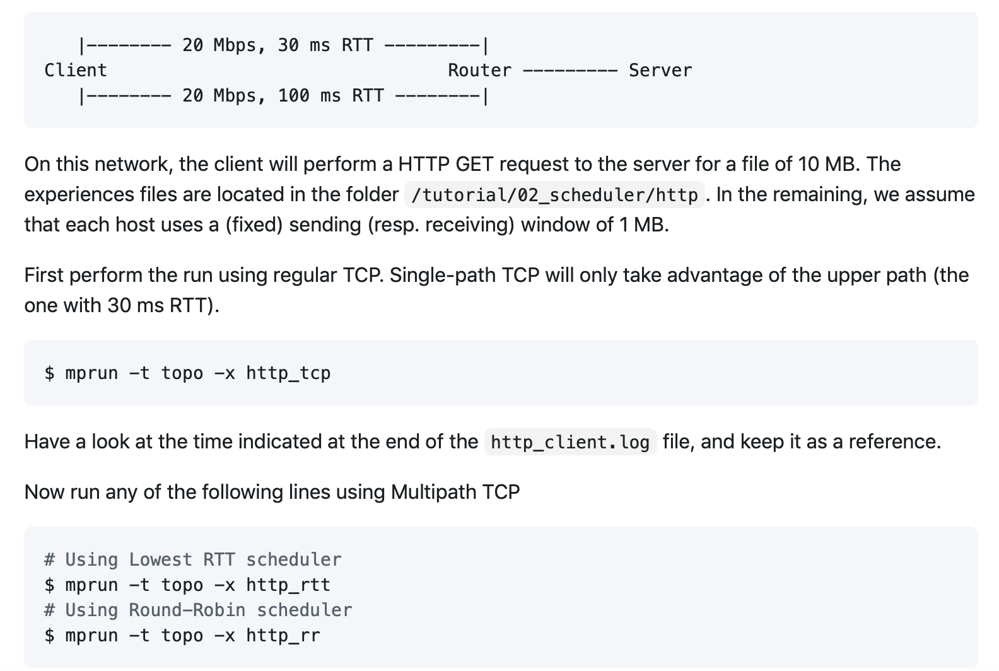 |-------- 20 Mbps, 30 ms RTT ---------|
Client                                       Router --------- Server
|-------- 20 Mbps, 100 ms RTT --------|
On this network, the client will perform a HTTP GET request to the server for a file of 10 MB. The
experiences files are located in the folder /tutorial/02_scheduler/http . In the remaining, we assume
that each host uses a (fixed) sending (resp. receiving) window of 1 MB.
First perform the run using regular TCP. Single-path TCP will only take advantage of the upper path (the
one with 30 ms RTT).
$ mprun -t topo -x http_tcp
Have a look at the time indicated at the end of the http_client.log file, and keep it as a reference.
Now run any of the following lines using Multipath TCP
# Using Lowest RTT scheduler
$ mprun -t topo -x http_rtt
# Using Round-Robin scheduler
$ mprun -t topo -x http_rr